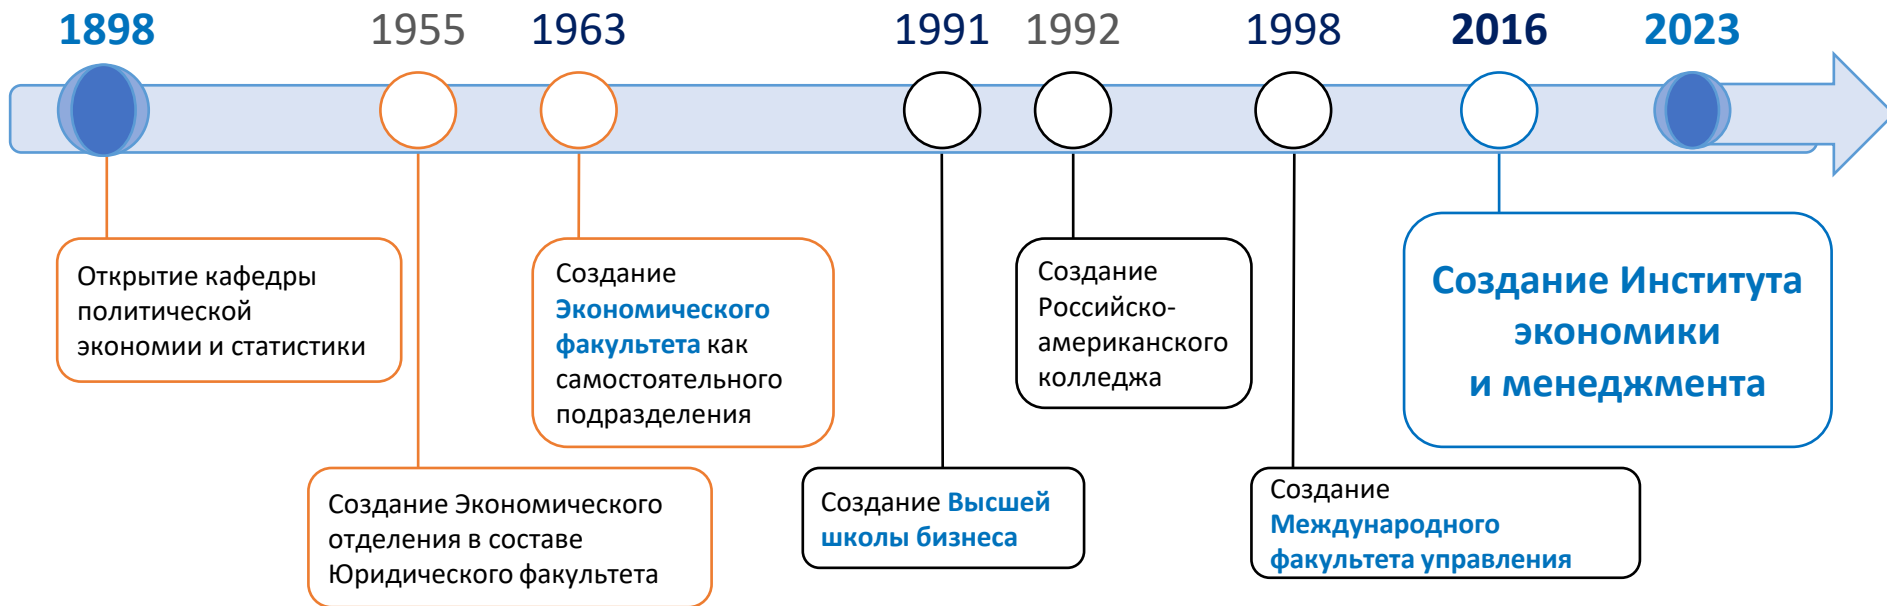 1898
1955
1963
1991
1992
1998
2016
2023
Открытие кафедры
политической
экономии и статистики
Создание
Экономического
факультета как
самостоятельного
подразделения
Создание
Российско-
американского
колледжа
Создание Института
экономики
и менеджмента
Создание Экономического
отделения в составе
Юридического факультета
Создание Высшей
школы бизнеса
Создание
Международного
факультета управления